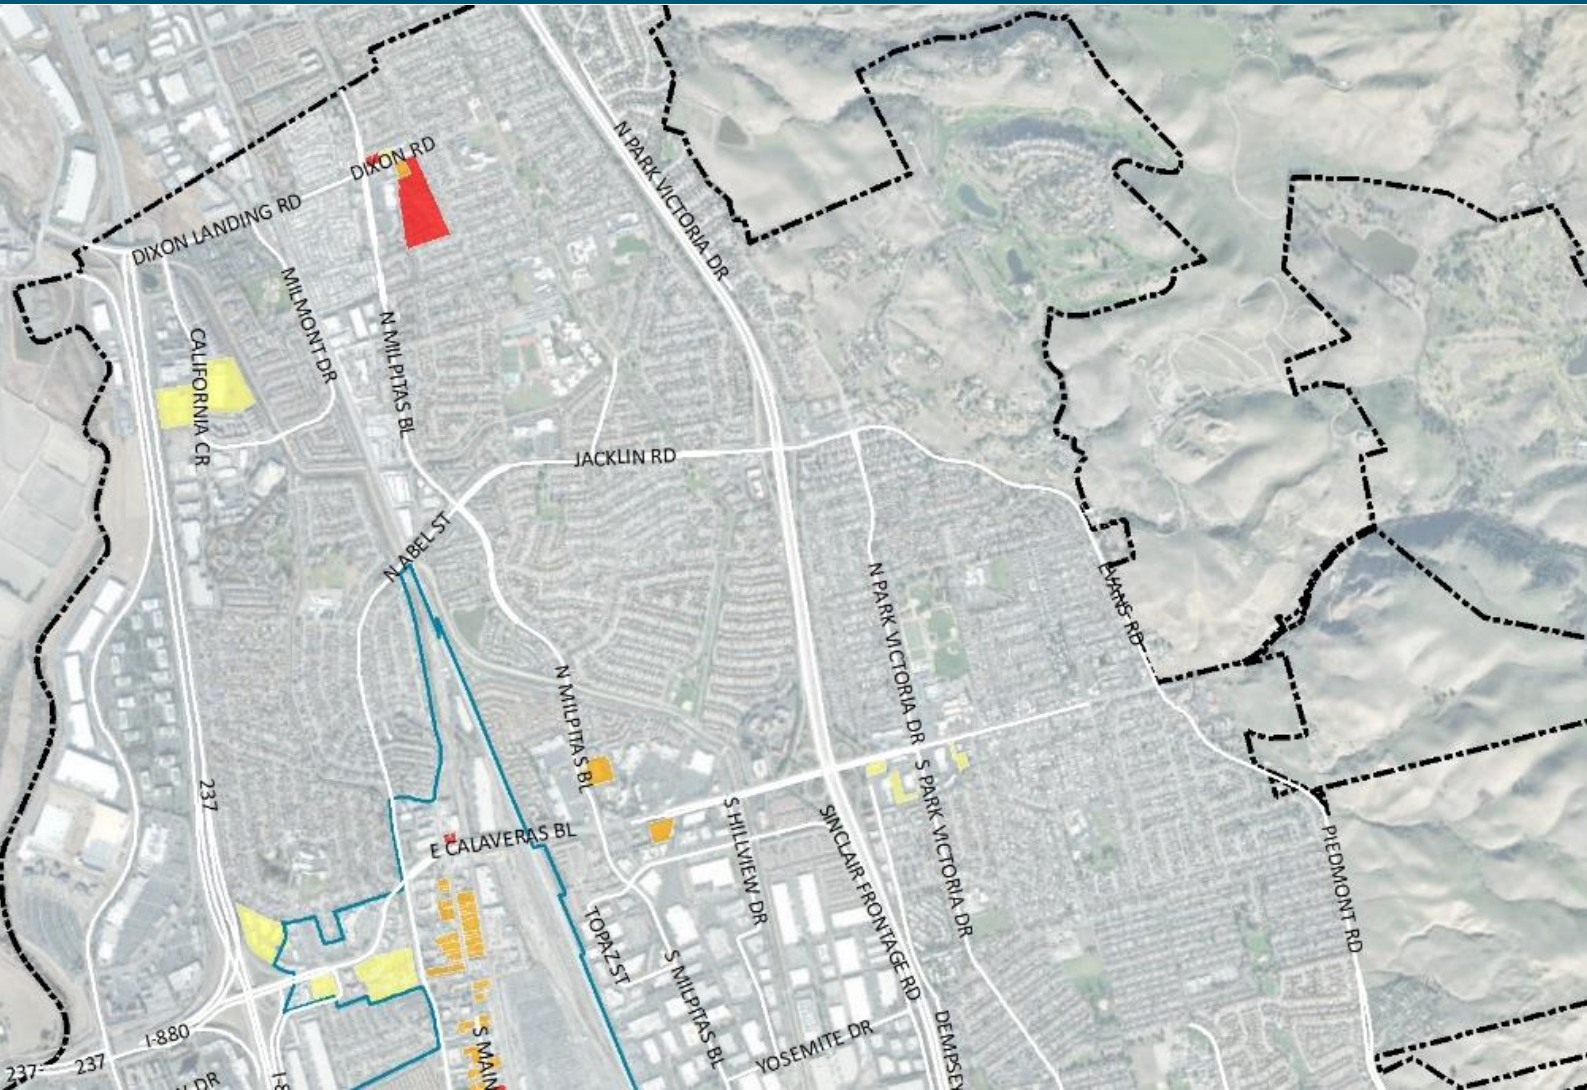 N PARK VICTORIA DR
DIXON RD
DIXON LANDING RD
MILMONT DR
N MILPITAS BL
CALIFORNIA CR
JACKLIN RD
N ABEL ST
EVANS RD
N PARK VICTORIA DR
N MILPITAS BL
237
S PARK VICTORIA DR
S HILLVIEW DR
SINCLAIR FRONTAGE RD
E CALAVERAS BL
PIEDMONT RD
TOPAZ ST
S MILPITAS BL
S MAIN
DEMPSEY
YOSEMITE DR
I-880
237
237
DR
I-8